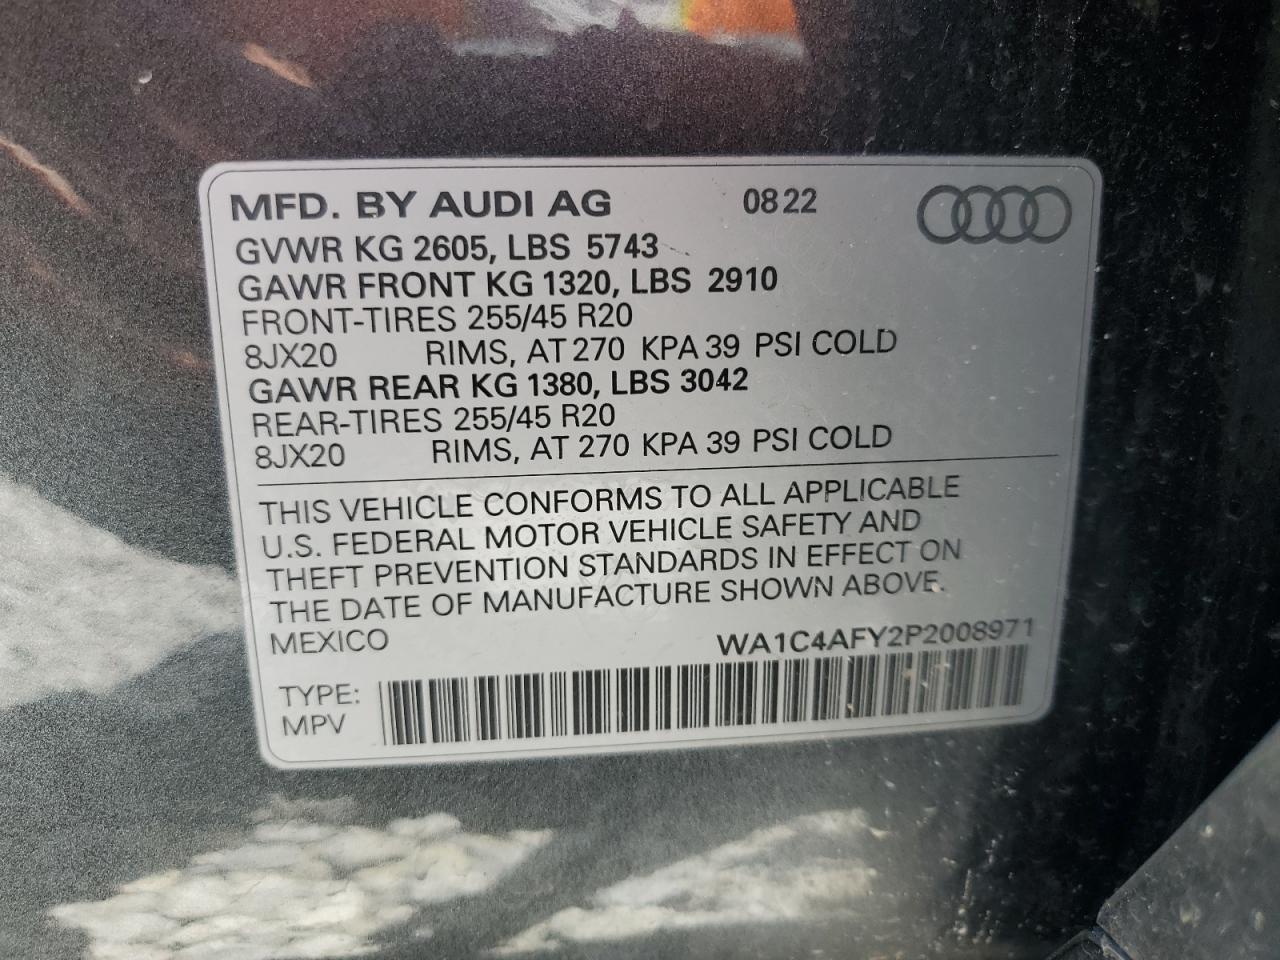 MFD. BY AUDI AG 0822
GVWR KG 2605, LBS 5743
GAWR FRONT KG 1320, LBS 2910
FRONT-TIRES 255/45 R20
8JX20 RIMS, AT 270 KPA 39 PSI COLD
GAWR REAR KG 1380, LBS 3042
REAR-TIRES 255/45 R20
8JX20 RIMS, AT 270 KPA 39 PSI COLD
THIS VEHICLE CONFORMS TO ALL APPLICABLE
U.S. FEDERAL MOTOR VEHICLE SAFETY AND
THEFT PREVENTION STANDARDS IN EFFECT ON
THE DATE OF MANUFACTURE SHOWN ABOVE.
MEXICO WA1C4AFY2P2008971
TYPE:
MPV